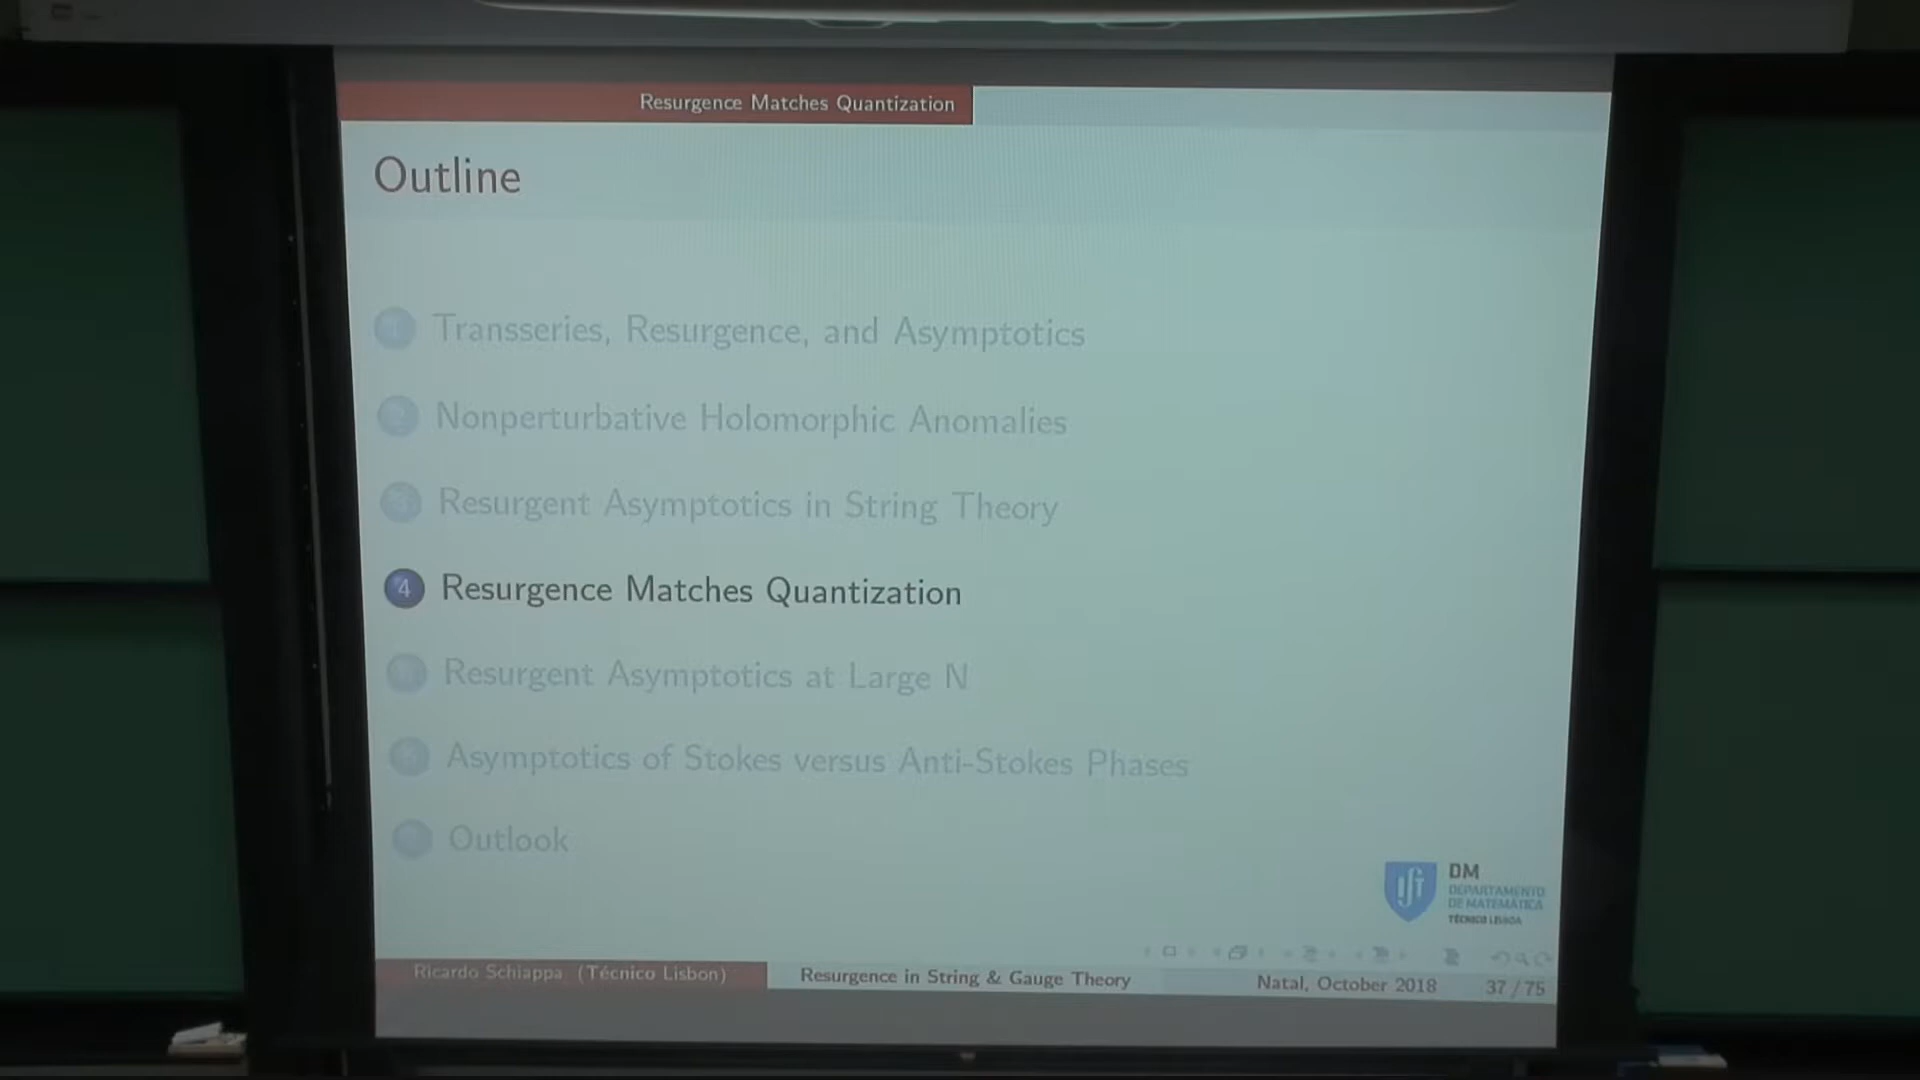 Resurgence Matches Quantization
Outline
1 Transseries, Resurgence, and Asymptotics
2 Nonperturbative Holomorphic Anomalies
3 Resurgent Asymptotics in String Theory
4 Resurgence Matches Quantization
5 Resurgent Asymptotics at Large N
6 Asymptotics of Stokes versus Anti-Stokes Phases
7 Outlook
DM
DEPARTAMENTO
DE MATEMÁTICA
TÉCNICO LISBOA
Ricardo Schiappa (Técnico Lisbon)
Resurgence in String & Gauge Theory
Natal, October 2018
37 / 75